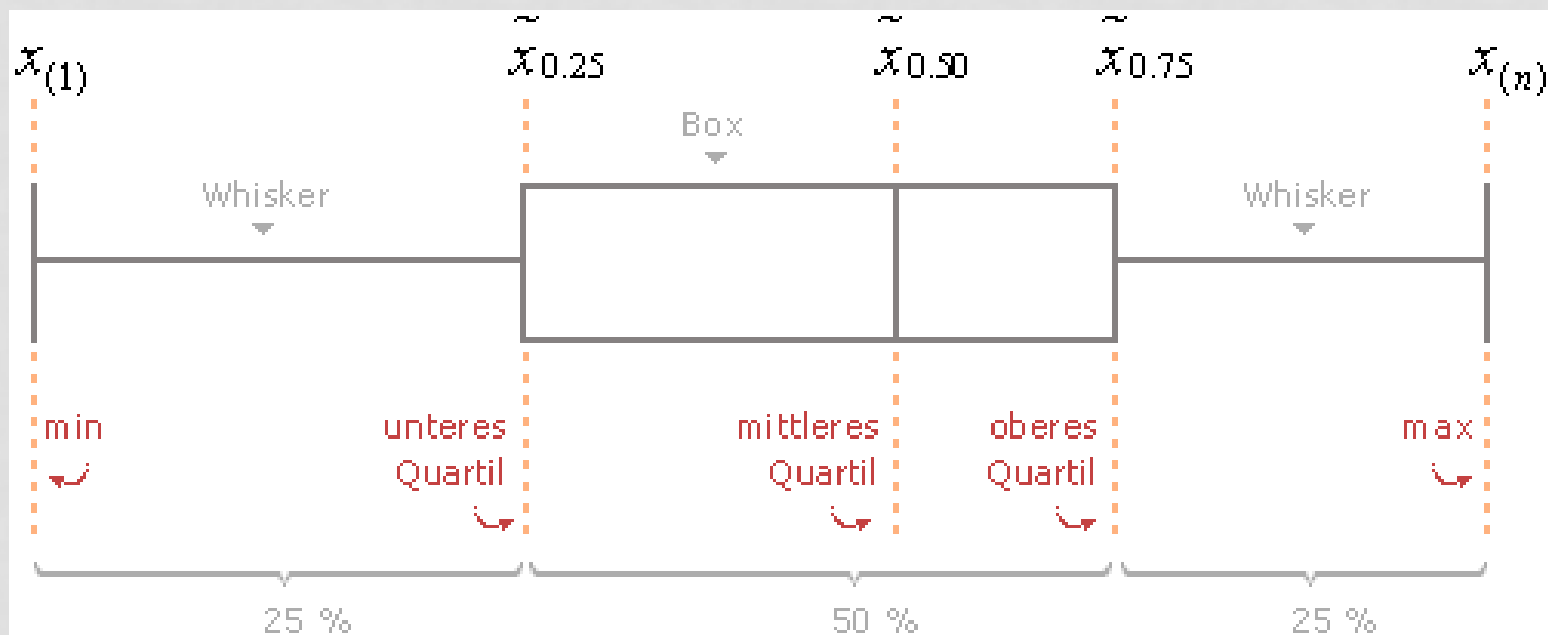 x̃(1) x̃0.25 x̃0.50 x̃0.75 x(n)
Box
Whisker Whisker
min unteres mittleres oberes max
Quartil Quartil Quartil
25 % 50 % 25 %